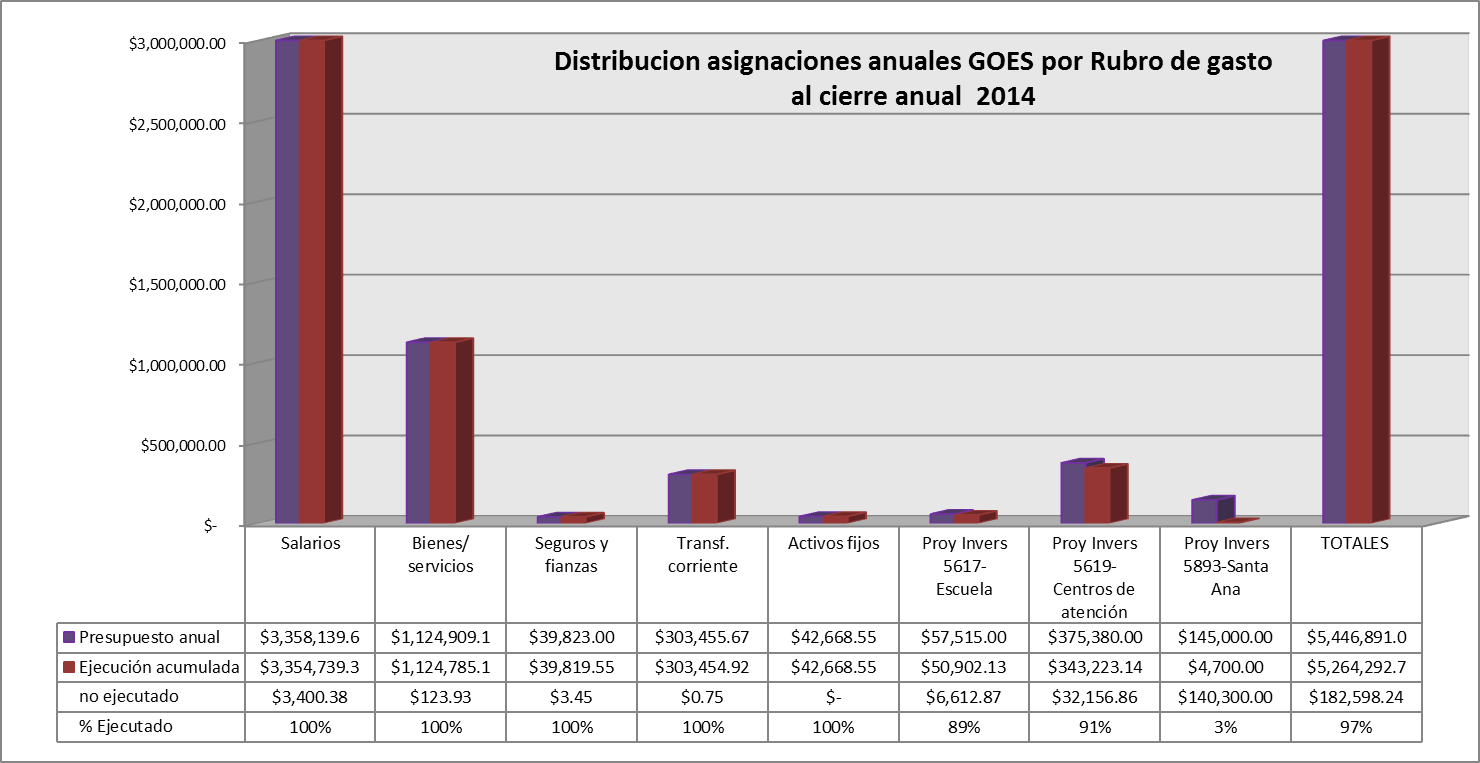 Distribucion asignaciones anuales GOES por Rubro de gasto
al cierre anual 2014
$3,000,000.00
$2,500,000.00
$2,000,000.00
$1,500,000.00
$1,000,000.00
$500,000.00
$-
Salarios
Bienes/
servicios
Seguros y
fianzas
Transf.
corriente
Activos fijos
Proy Invers
5617-
Escuela
Proy Invers
5619-
Centros de
atención
Proy Invers
5893-Santa
Ana
TOTALES
Presupuesto anual $3,358,139.6 $1,124,909.1 $39,823.00 $303,455.67 $42,668.55 $57,515.00 $375,380.00 $145,000.00 $5,446,891.0
Ejecución acumulada $3,354,739.3 $1,124,785.1 $39,819.55 $303,454.92 $42,668.55 $50,902.13 $343,223.14 $4,700.00 $5,264,292.7
no ejecutado $3,400.38 $123.93 $3.45 $0.75 $- $6,612.87 $32,156.86 $140,300.00 $182,598.24
% Ejecutado 100% 100% 100% 100% 100% 89% 91% 3% 97%